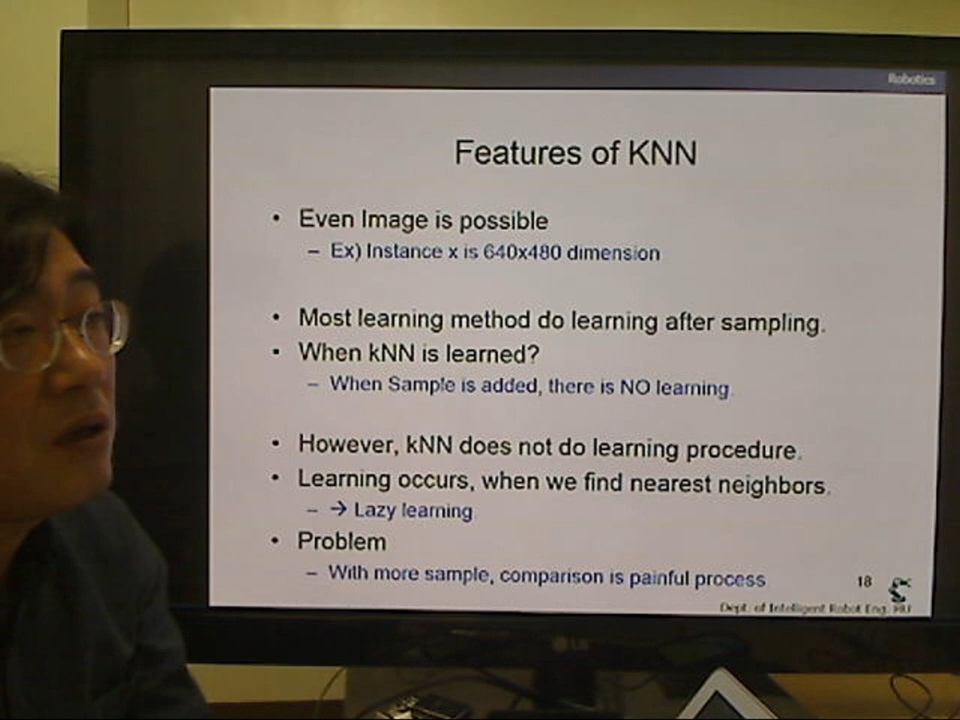 Robotics
Features of KNN
• Even Image is possible
– Ex) Instance x is 640x480 dimension
• Most learning method do learning after sampling.
• When kNN is learned?
– When Sample is added, there is NO learning.
• However, kNN does not do learning procedure.
• Learning occurs, when we find nearest neighbors.
– → Lazy learning.
• Problem
– With more sample, comparison is painful process
18
Dept. of Intelligent Robot Eng. HU
LG